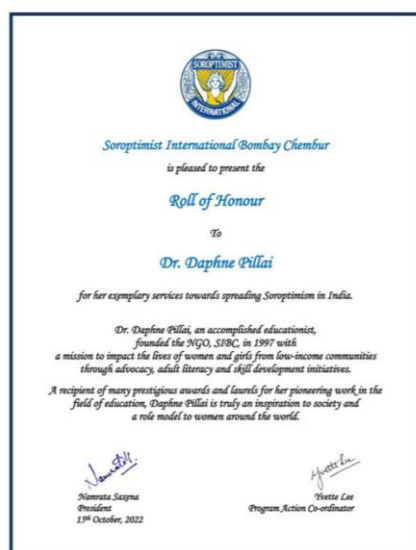 SOROPTIMIST
INTERNATIONAL
Soroptimist International Bombay Chembur
is pleased to present the
Roll of Honour
To
Dr. Daphne Pillai
for her exemplary services towards spreading Soroptimism in India.
Dr. Daphne Pillai, an accomplished educationist,
founded the NGO, SIBC, in 1997 with
a mission to impact the lives of women and girls from low-income communities
through advocacy, adult literacy and skill development initiatives.
A recipient of many prestigious awards and laurels for her pioneering work in the
field of education, Daphne Pillai is truly an inspiration to society and
a role model to women around the world.
Namrata Saxena
President
15th October, 2022
Yvette Lee
Yvette Lee
Program Action Co-ordinator